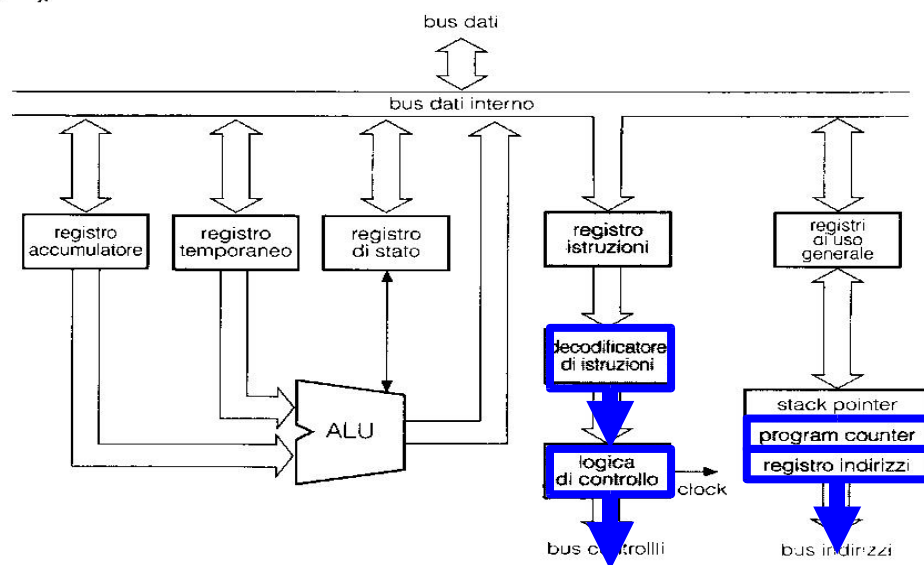 bus dati
bus dati interno
registro
accumulatore
registro
temporaneo
registro
di stato
registro
istruzioni
registri
di uso
generale
decodificatore
di istruzioni
stack pointer
program counter
registro indirizzi
ALU
logica
di controllo
clock
bus controllli
bus indirizzi